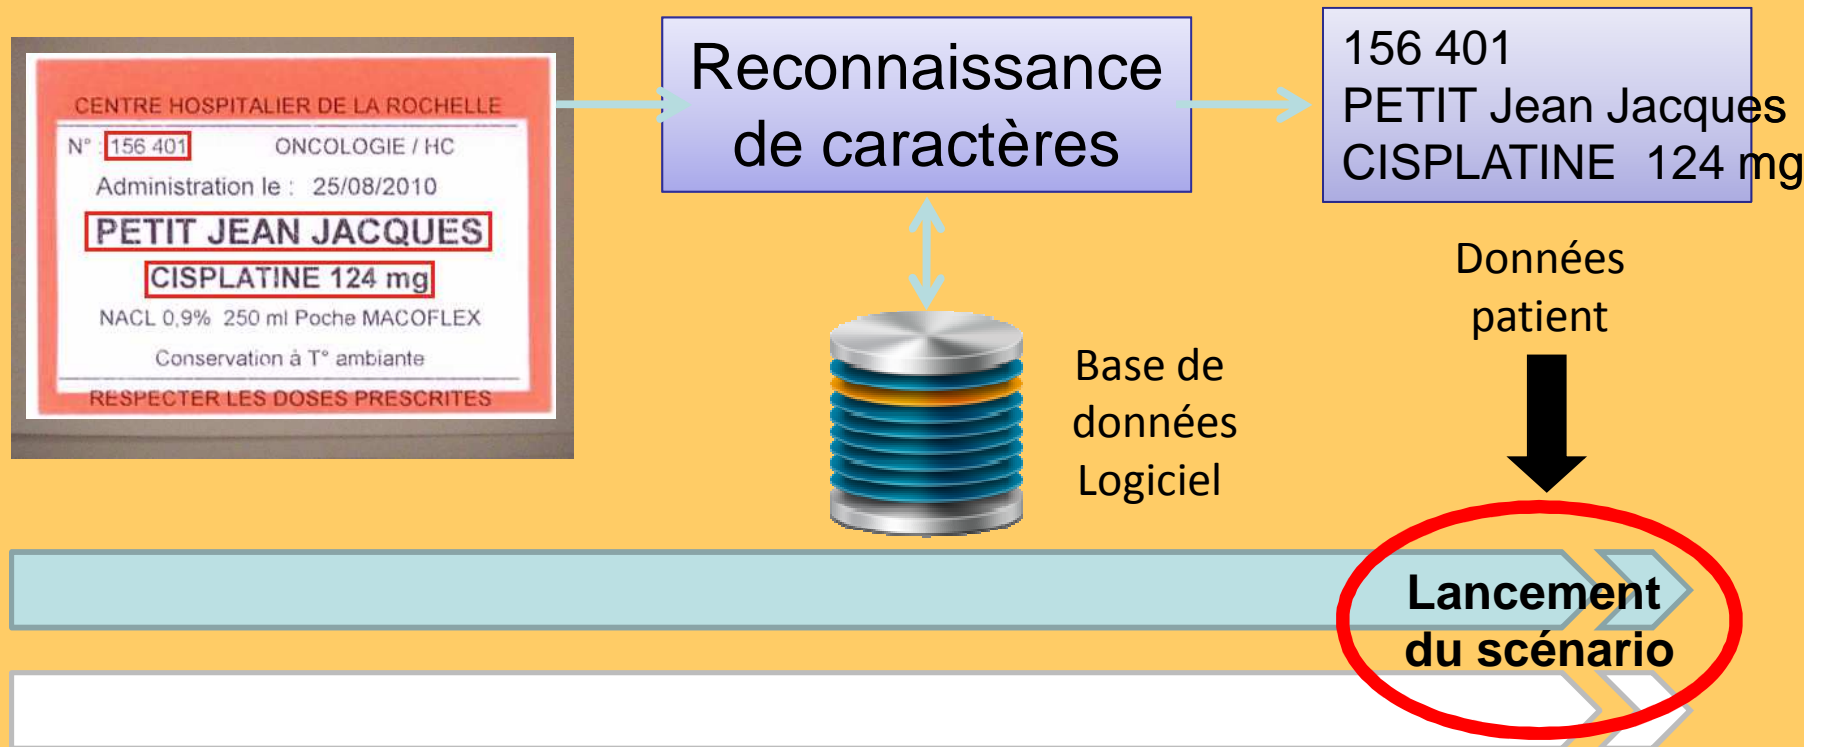 CENTRE HOSPITALIER DE LA ROCHELLE
N° : 156 401 ONCOLOGIE / HC
Administration le : 25/08/2010
PETIT JEAN JACQUES
CISPLATINE 124 mg
NACL 0,9% 250 ml Poche MACOFLEX
Conservation à T° ambiante
RESPECTER LES DOSES PRESCRITES
Reconnaissance
de caractères
156 401
PETIT Jean Jacques
CISPLATINE 124 mg
Base de
données
Logiciel
Données
patient
Lancement
du scénario